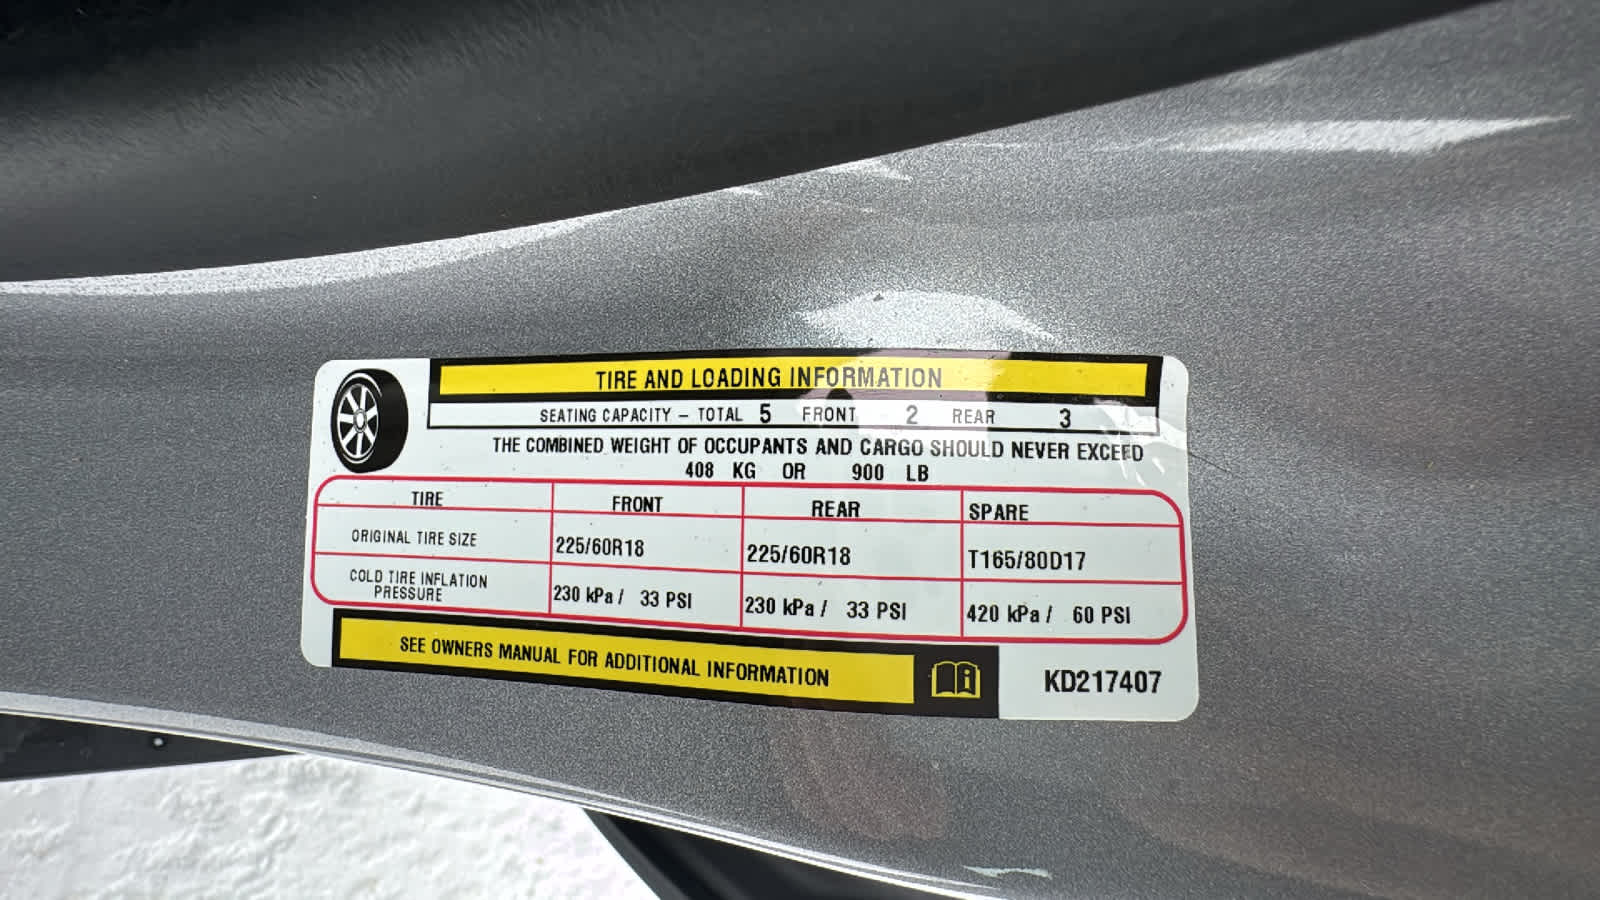 TIRE AND LOADING INFORMATION
SEATING CAPACITY – TOTAL 5 FRONT 2 REAR 3
THE COMBINED WEIGHT OF OCCUPANTS AND CARGO SHOULD NEVER EXCEED
408 KG OR 900 LB
TIRE FRONT REAR SPARE
ORIGINAL TIRE SIZE 225/60R18 225/60R18 T165/80D17
COLD TIRE INFLATION
PRESSURE 230 kPa / 33 PSI 230 kPa / 33 PSI 420 kPa / 60 PSI
SEE OWNERS MANUAL FOR ADDITIONAL INFORMATION
KD217407